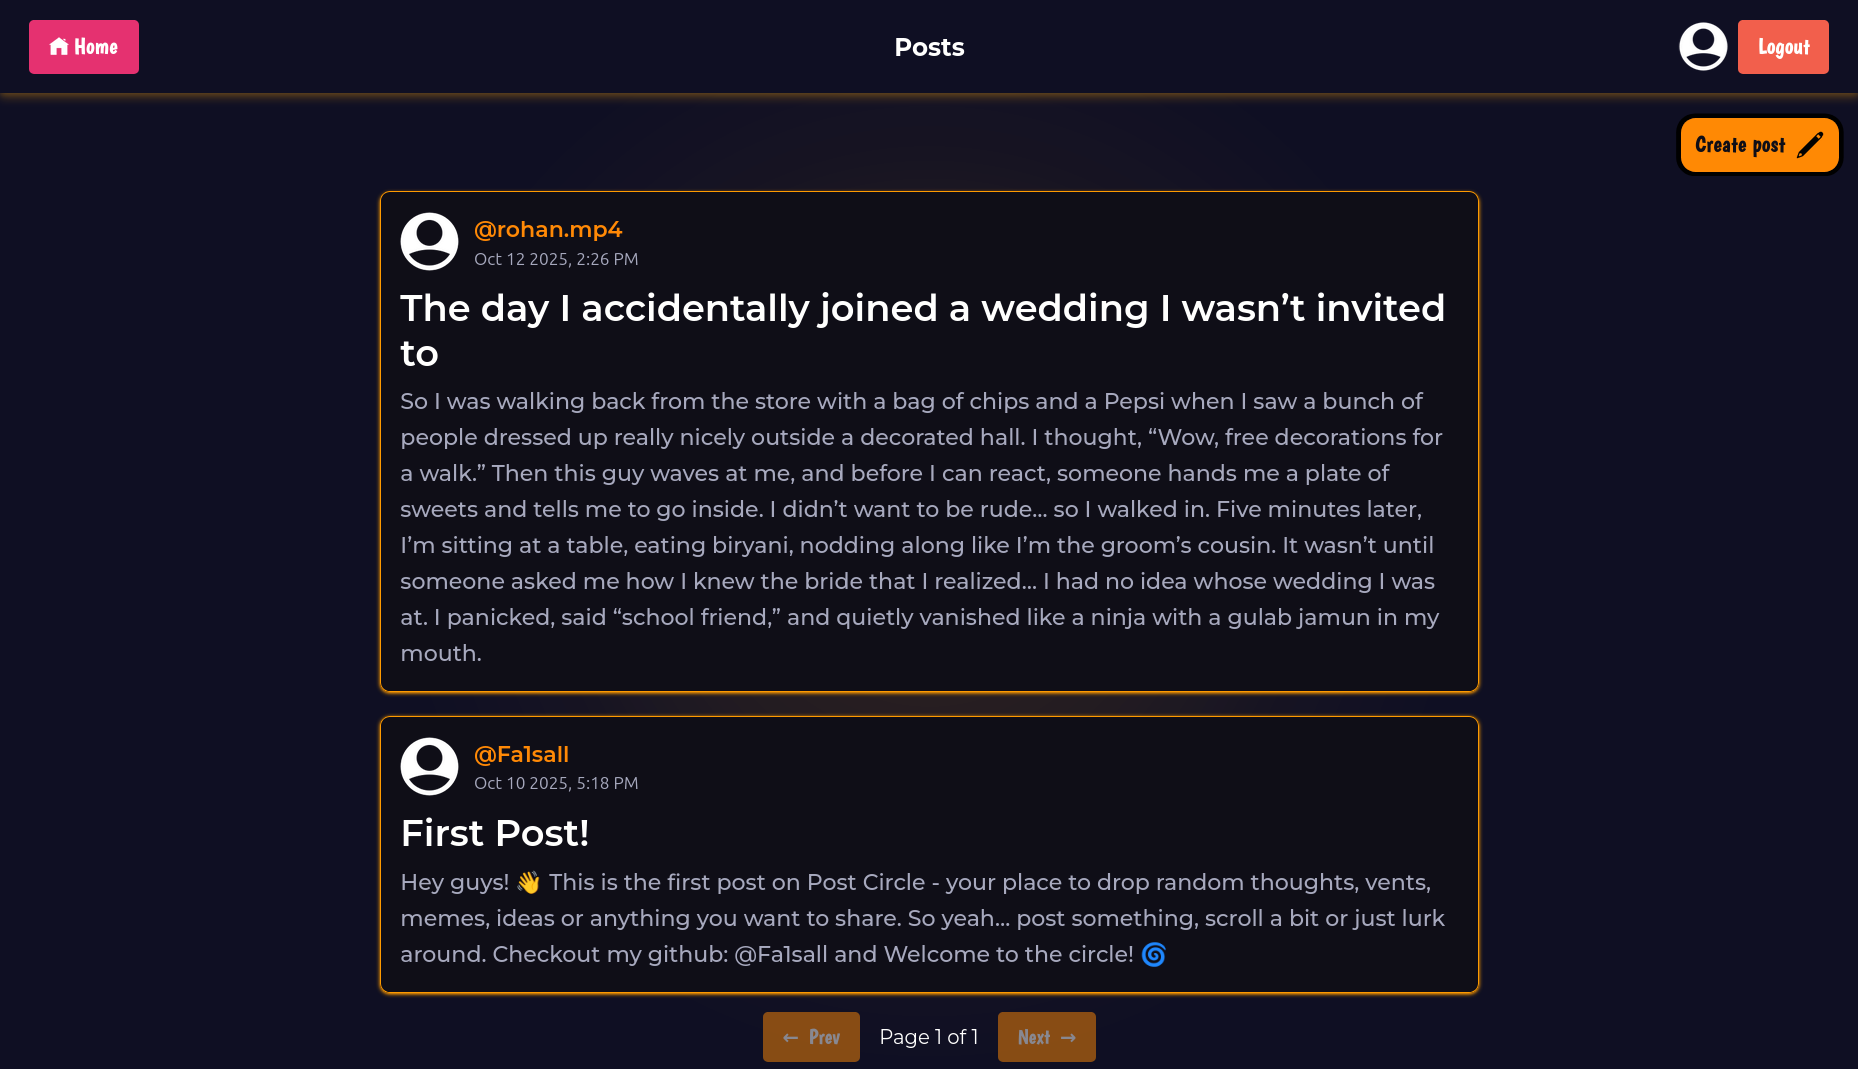 Home
Posts
Logout
Create post
@rohan.mp4
Oct 12 2025, 2:26 PM
The day I accidentally joined a wedding I wasn’t invited
to
So I was walking back from the store with a bag of chips and a Pepsi when I saw a bunch of
people dressed up really nicely outside a decorated hall. I thought, “Wow, free decorations for
a walk.” Then this guy waves at me, and before I can react, someone hands me a plate of
sweets and tells me to go inside. I didn’t want to be rude… so I walked in. Five minutes later,
I’m sitting at a table, eating biryani, nodding along like I’m the groom’s cousin. It wasn’t until
someone asked me how I knew the bride that I realized… I had no idea whose wedding I was
at. I panicked, said “school friend,” and quietly vanished like a ninja with a gulab jamun in my
mouth.
@Fa1sall
Oct 10 2025, 5:18 PM
First Post!
Hey guys! 👋 This is the first post on Post Circle - your place to drop random thoughts, vents,
memes, ideas or anything you want to share. So yeah... post something, scroll a bit or just lurk
around. Checkout my github: @Fa1sall and Welcome to the circle! 🌀
← Prev
Page 1 of 1
Next →